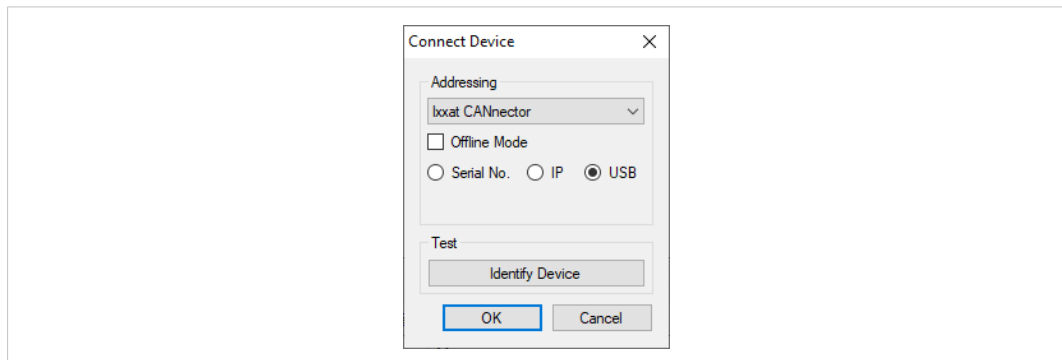 Connect Device
Addressing
Ixxat CANnector
Offline Mode
Serial No. IP USB
Test
Identify Device
OK Cancel